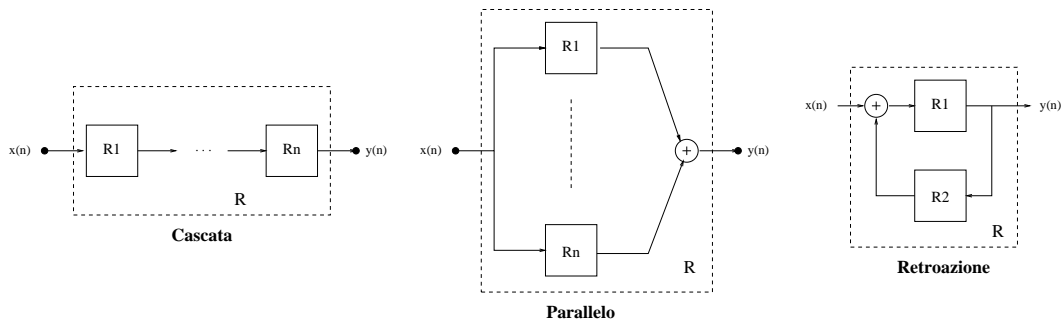 x(n)
R1
. . .
Rn
y(n)
R
Cascata
x(n)
R1
+
y(n)
Rn
R
Parallelo
x(n)
+
R1
y(n)
R2
R
Retroazione